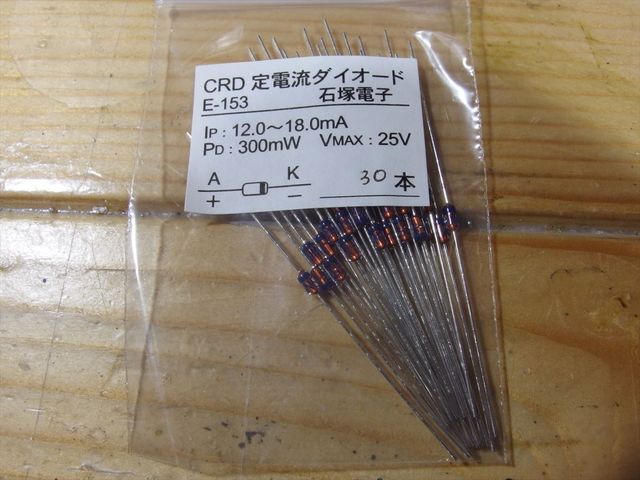 CRD 定電流ダイオード
E-153 石塚電子
IP : 12.0～18.0mA
PD : 300mW VMAX : 25V
A K
+ −
30 本